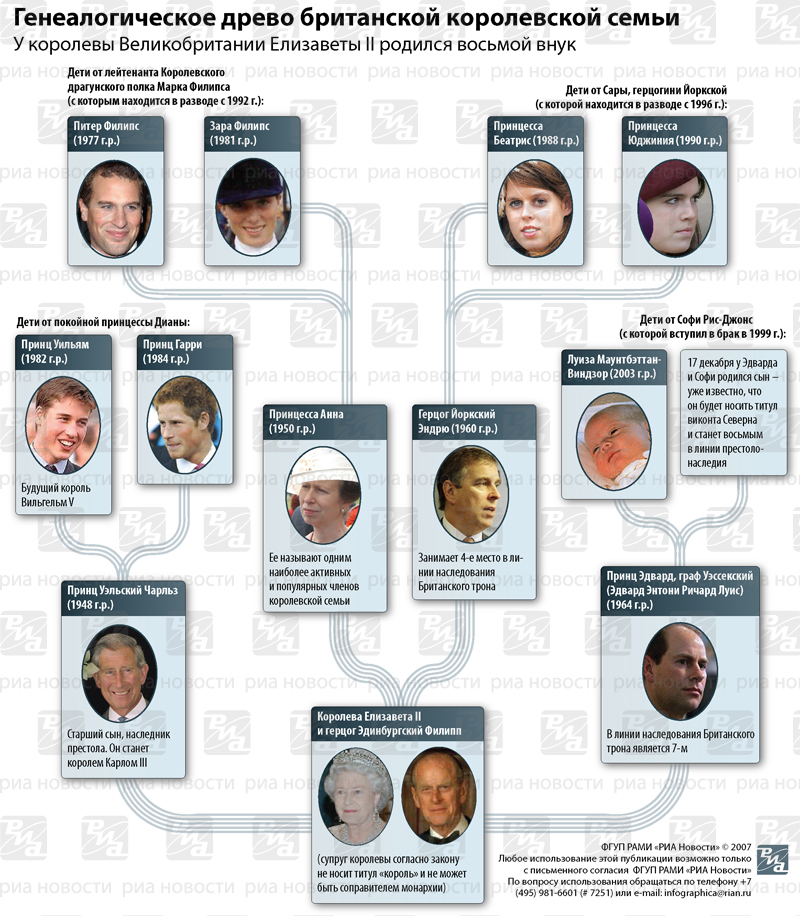 Генеалогическое древо британской королевской семьи
У королевы Великобритании Елизаветы II родился восьмой внук
Дети от лейтенанта Королевского
драгунского полка Марка Филипса
(с которым находится в разводе с 1992 г.):
Питер Филипс
(1977 г.р.)
Зара Филипс
(1981 г.р.)
Дети от Сары, герцогини Йоркской
(с которой находится в разводе с 1996 г.):
Принцесса
Беатрис (1988 г.р.)
Принцесса
Юджиния (1990 г.р.)
Дети от покойной принцессы Дианы:
Принц Уильям
(1982 г.р.)
Будущий король
Вильгельм V
Принц Гарри
(1984 г.р.)
Принцесса Анна
(1950 г.р.)
Ее называют одним
наиболее активных
и популярных членов
королевской семьи
Герцог Йоркский
Эндрю (1960 г.р.)
Занимает 4-е место в ли-
нии наследования
Британского трона
Дети от Софи Рис-Джонс
(с которой вступил в брак в 1999 г.):
Луиза Маунтбэттан-
Виндзор (2003 г.р.)
17 декабря у Эдварда
и Софи родился сын –
уже известно, что
он будет носить титул
виконта Северна
и станет восьмым
в линии престоло-
наследия
Принц Уэльский Чарльз
(1948 г.р.)
Старший сын, наследник
престола. Он станет
королем Карлом III
Принц Эдвард, граф Уэссекский
(Эдвард Энтони Ричард Луис)
(1964 г.р.)
В линии наследования Британского
трона является 7-м
Королева Елизавета II
и герцог Эдинбургский Филипп
(супруг королевы согласно закону
не носит титул «король» и не может
быть соправителем монархии)
ФГУП РАМИ «РИА Новости» © 2007
Любое использование этой публикации возможно только
с письменного согласия ФГУП РАМИ «РИА Новости»
По вопросу использования обращаться по телефону +7
(495) 981-6601 (# 7251) или e-mail: infographica@rian.ru
РИА
риа новости